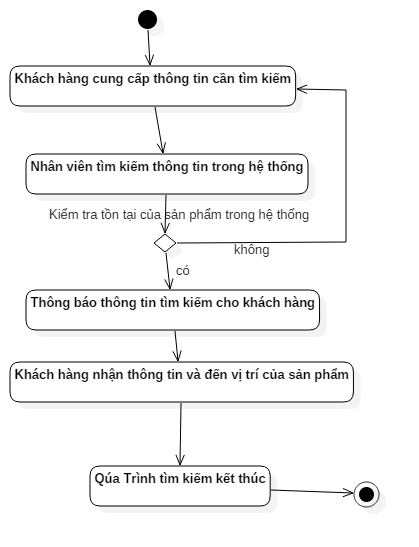 Khách hàng cung cấp thông tin cần tìm kiếm
Nhân viên tìm kiếm thông tin trong hệ thống
Kiểm tra tồn tại của sản phẩm trong hệ thống
không
có
Thông báo thông tin tìm kiếm cho khách hàng
Khách hàng nhận thông tin và đến vị trí của sản phẩm
Qúa Trình tìm kiếm kết thúc